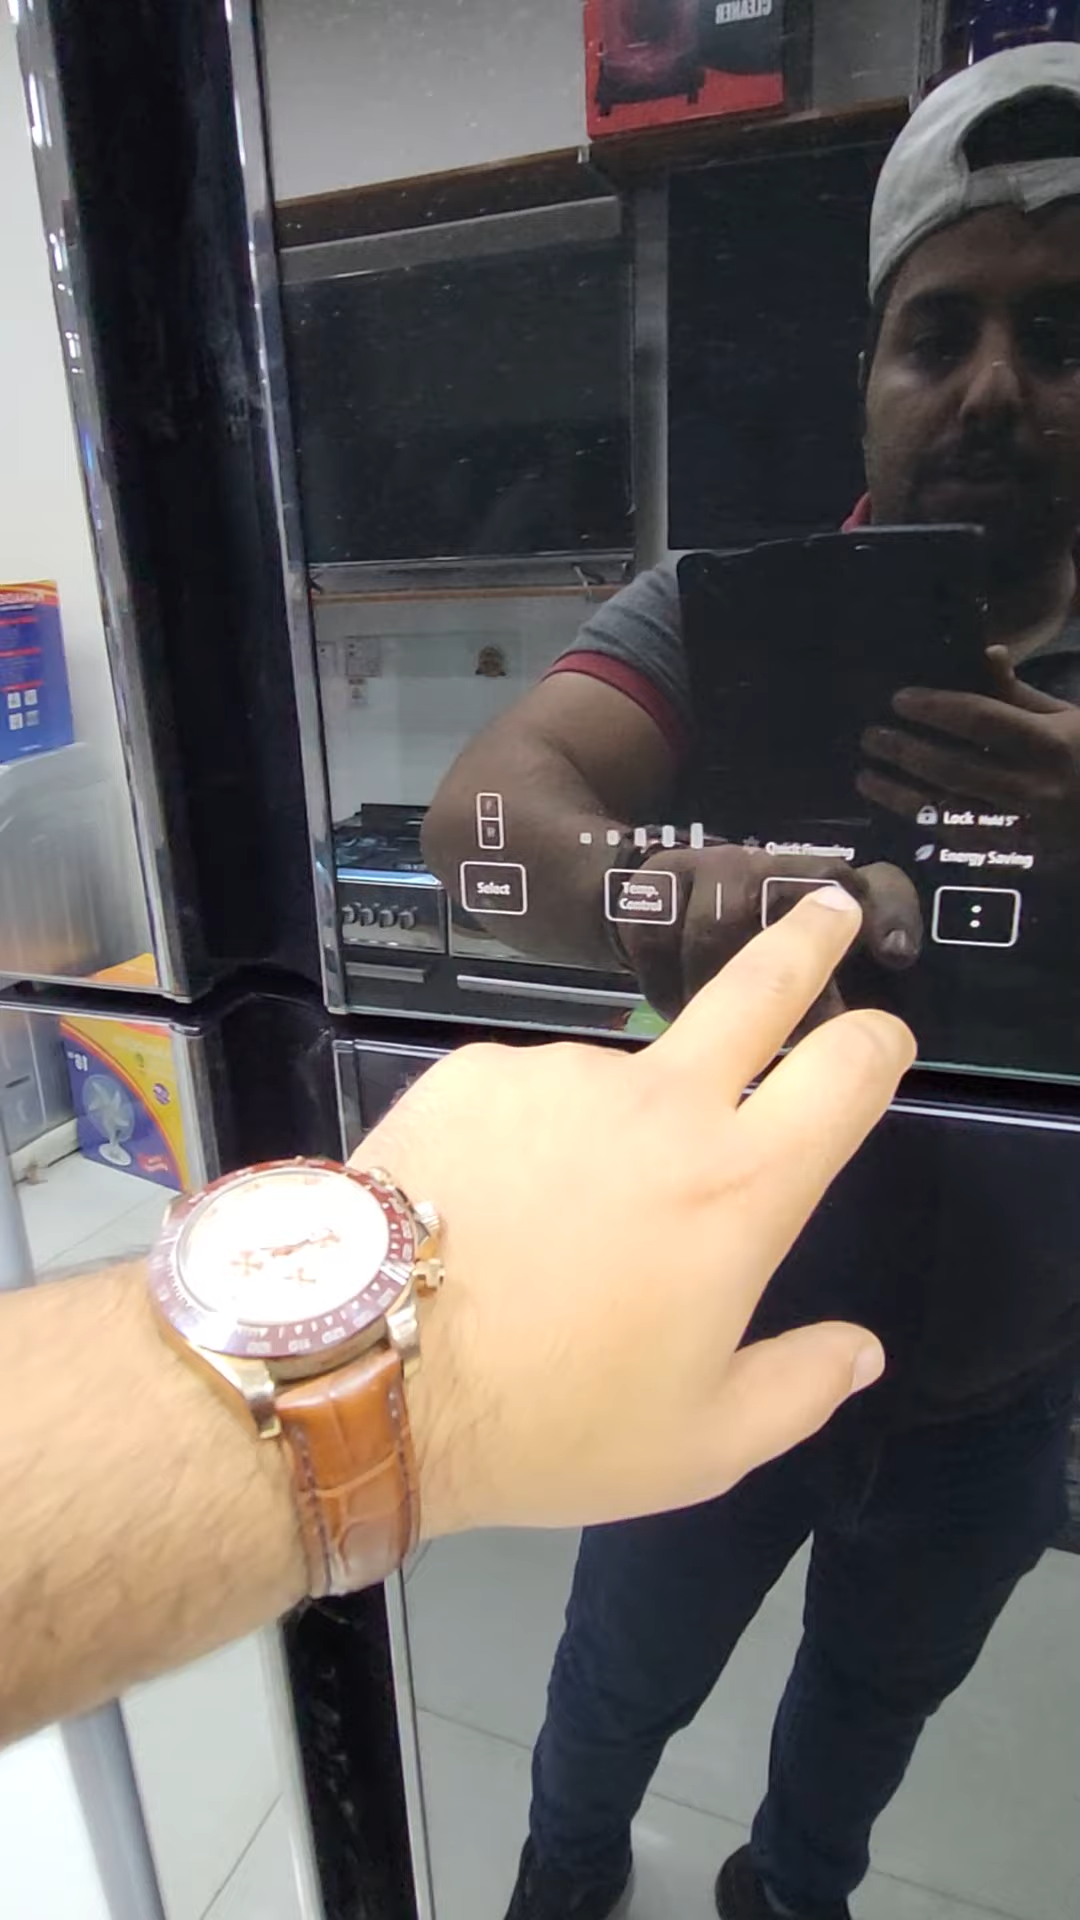 CLEANER
F
R
Select
Temp.
Control
Quick Freezing
Lock Hold 5"
Energy Saving